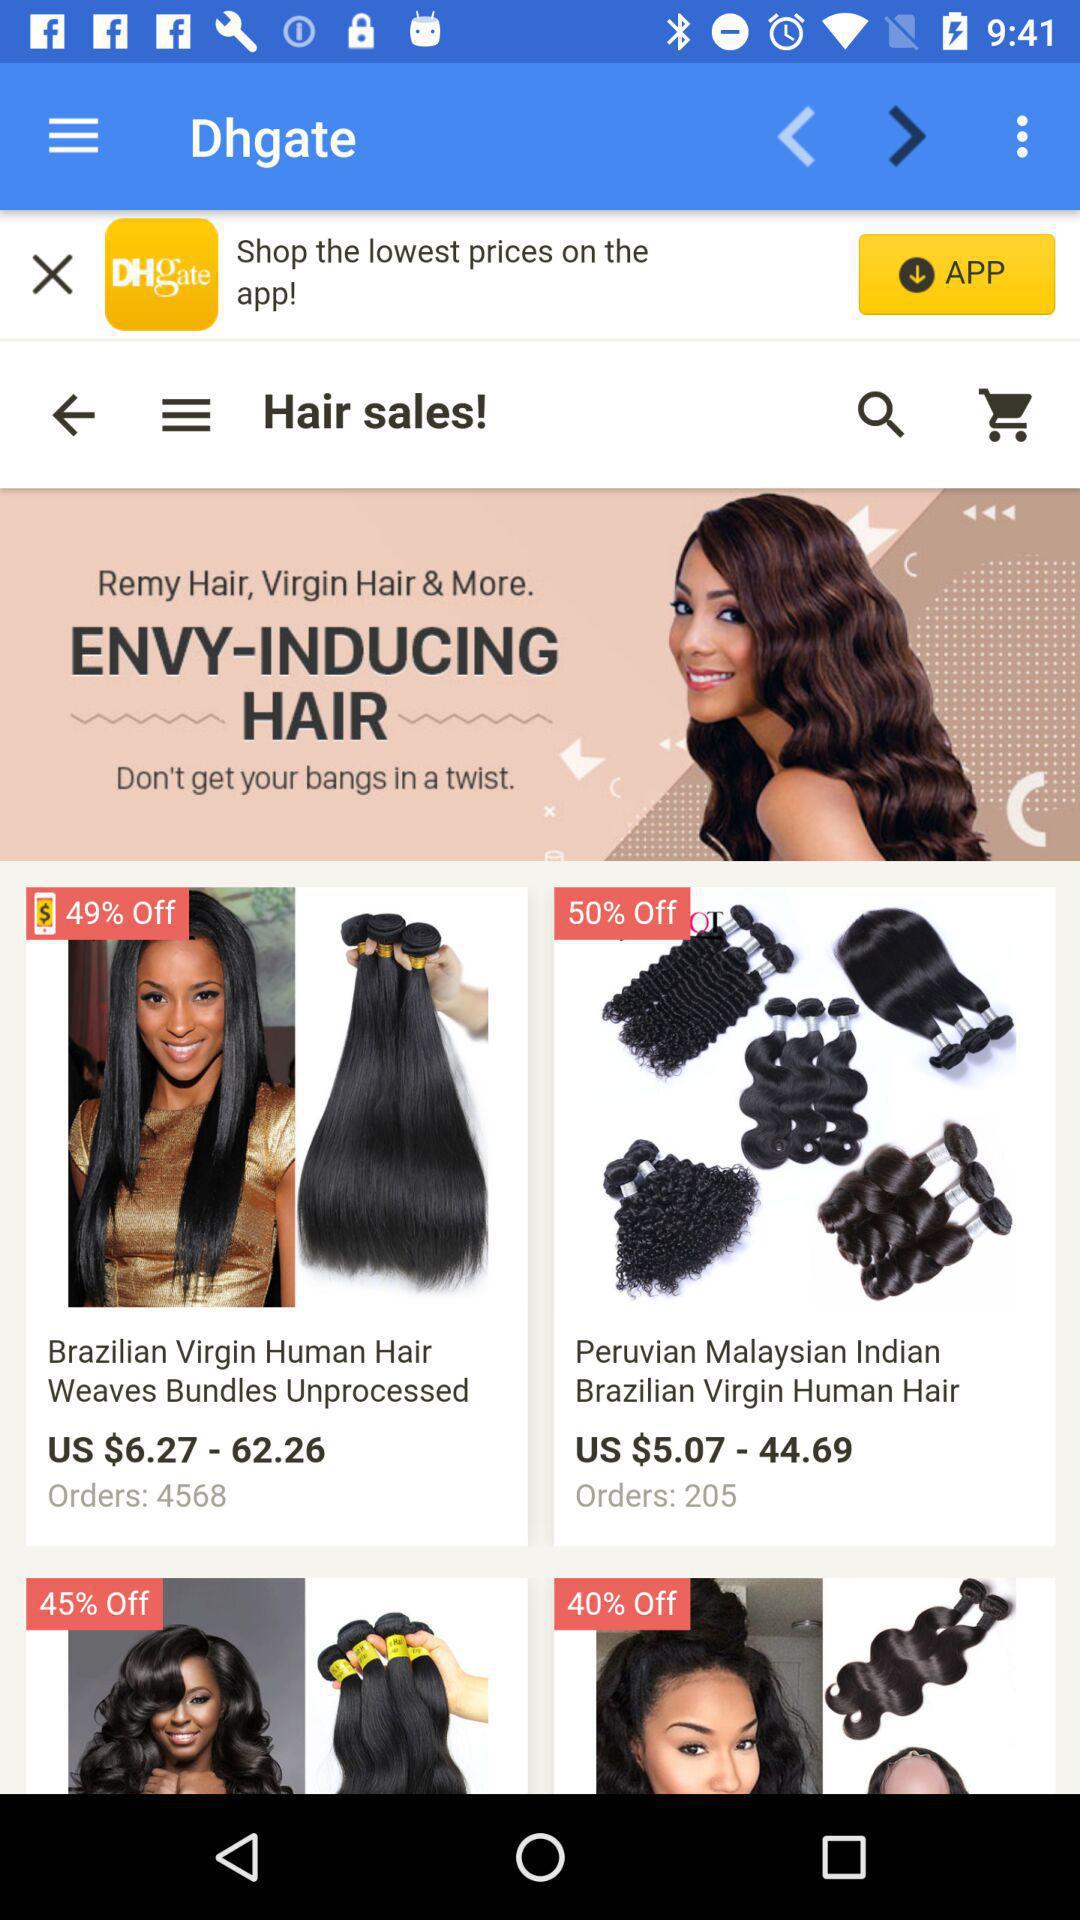 9:41
Dhgate
DHgate
Shop the lowest prices on the
app!
APP
Hair sales!
Remy Hair, Virgin Hair & More.
ENVY-INDUCING
HAIR
Don't get your bangs in a twist.
$ 49% Off
50% Off
OT
Brazilian Virgin Human Hair
Weaves Bundles Unprocessed
US $6.27 - 62.26
Orders: 4568
Peruvian Malaysian Indian
Brazilian Virgin Human Hair
US $5.07 - 44.69
Orders: 205
45% Off
40% Off